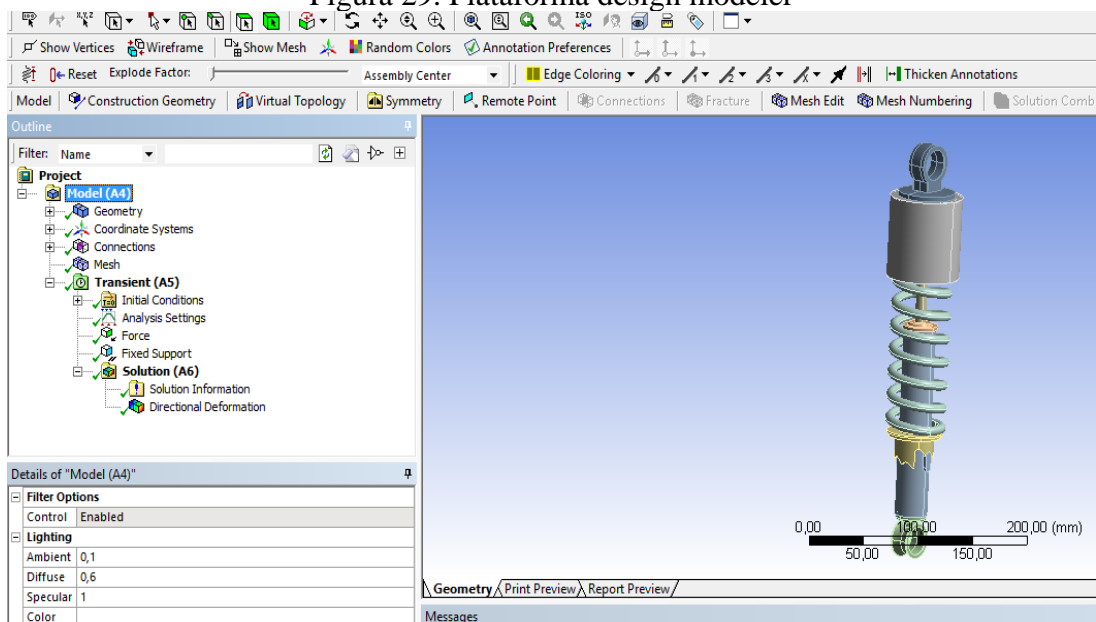 Figura 29. Plataforma design modeler
Show Vertices Wireframe Show Mesh Random Colors Annotation Preferences
Reset Explode Factor: Assembly Center Edge Coloring Thicken Annotations
Model Construction Geometry Virtual Topology Symmetry Remote Point Connections Fracture Mesh Edit Mesh Numbering Solution Comb
Outline
Filter: Name
Project
Model (A4)
Geometry
Coordinate Systems
Connections
Mesh
Transient (A5)
Initial Conditions
Analysis Settings
Force
Fixed Support
Solution (A6)
Solution Information
Directional Deformation
Details of "Model (A4)"
Filter Options
Control Enabled
Lighting
Ambient 0,1
Diffuse 0,6
Specular 1
Color
0,00 100,00 200,00 (mm)
50,00 150,00
Geometry Print Preview Report Preview
Messages